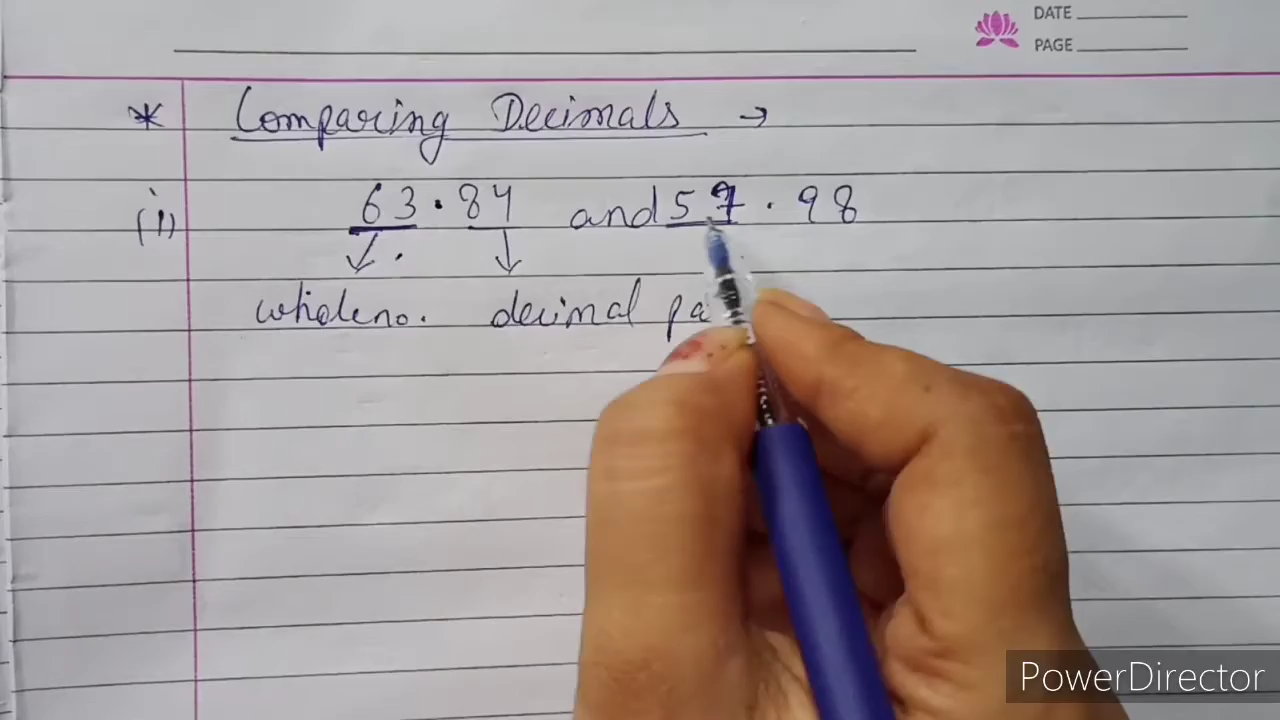 DATE
PAGE
* Comparing Decimals →
(i) 63.84 and 57.98
whole no. decimal pa
PowerDirector